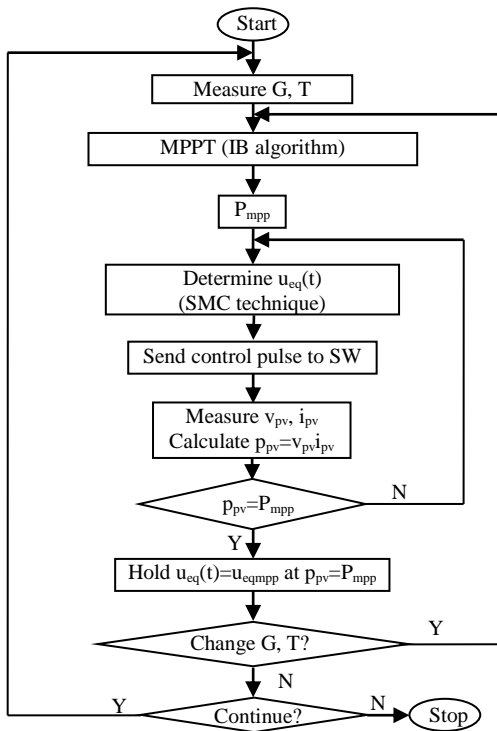 Start
Measure G, T
MPPT (IB algorithm)
Pmpp
Determine ueq(t)
(SMC technique)
Send control pulse to SW
Measure vpv, ipv
Calculate ppv=vpvipv
ppv=Pmpp
N
Y
Hold ueq(t)=ueqmpp at ppv=Pmpp
Change G, T?
Y
N
Y
Continue?
N
Stop